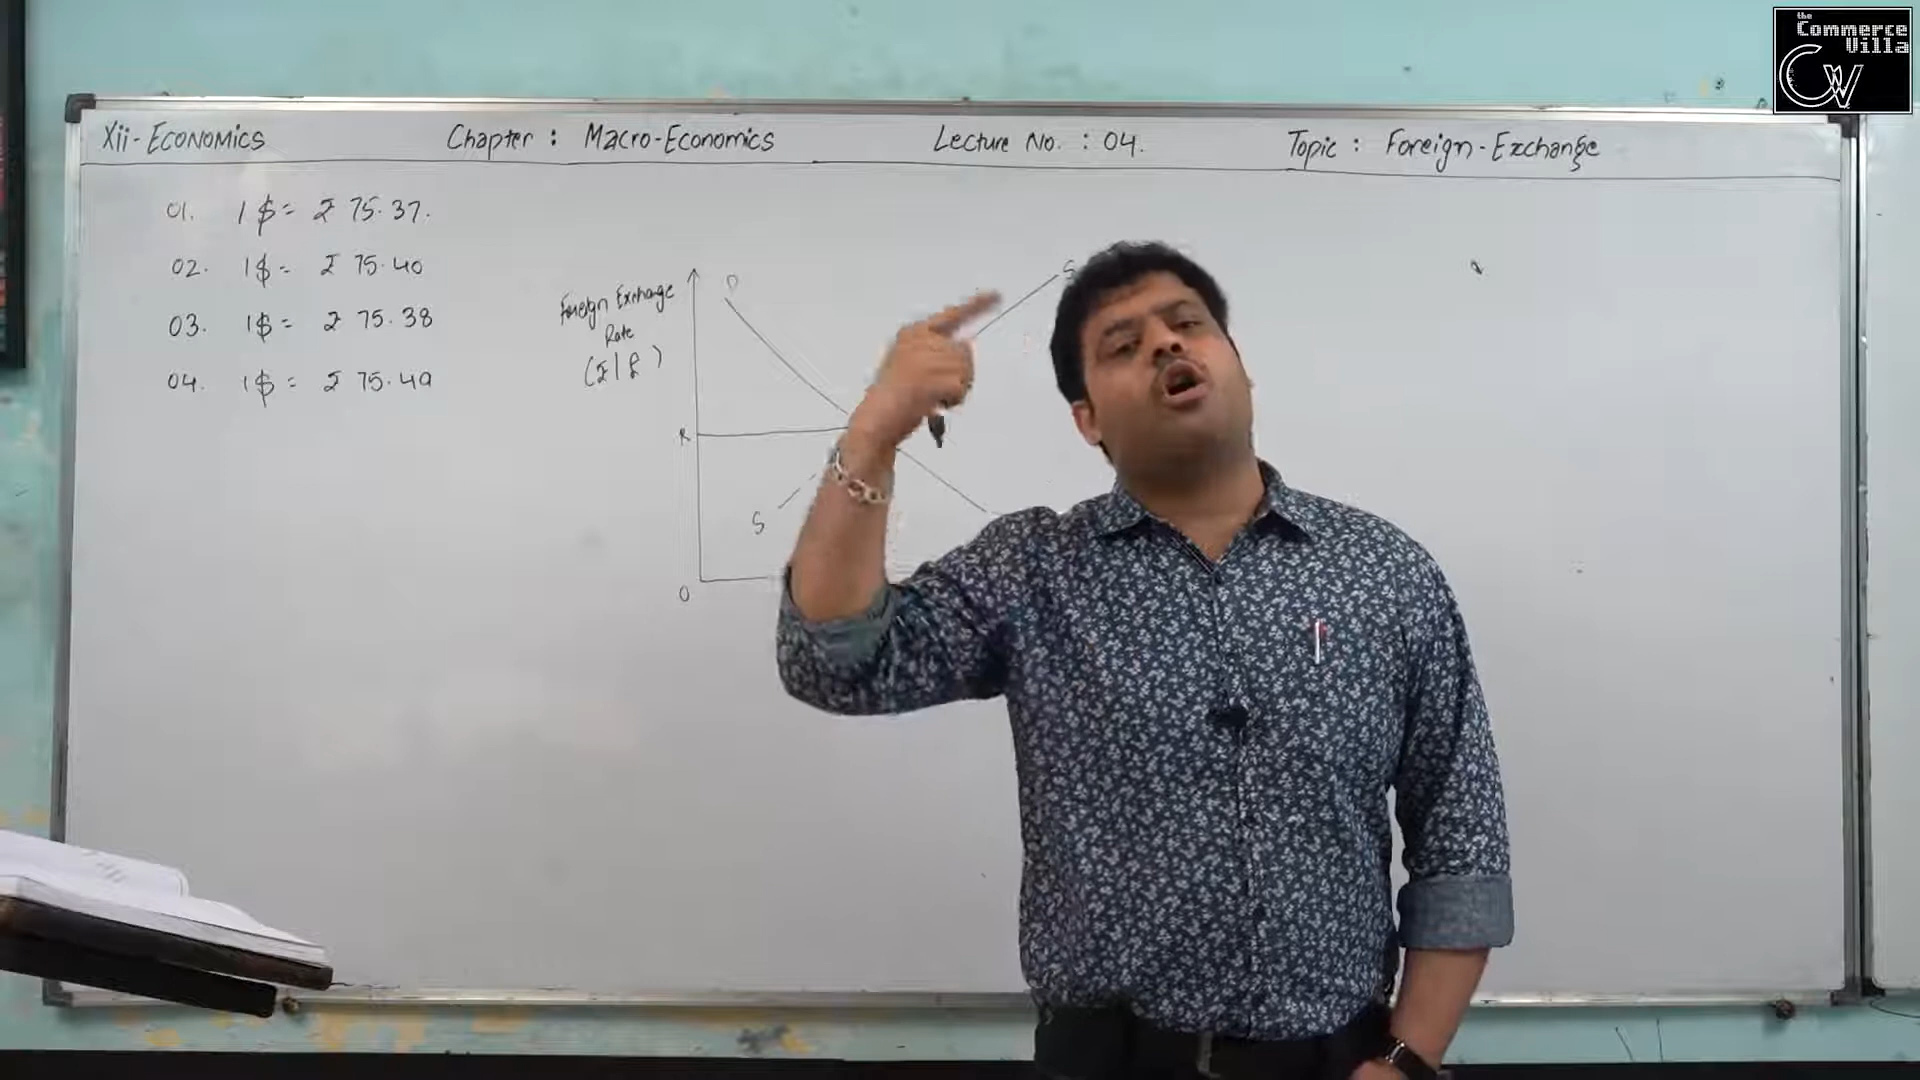 the
Commerce
Villa
CW
Xii-ECONOMICS Chapter : Macro-Economics Lecture No. : 04. Topic : Foreign-Exchange
01. 1$= ₹ 75.37.
02. 1$= ₹ 75.40
03. 1$= ₹ 75.38
04. 1$= ₹ 75.49
Foreign Exchange
Rate
(₹/£)
D
S
R
S
O